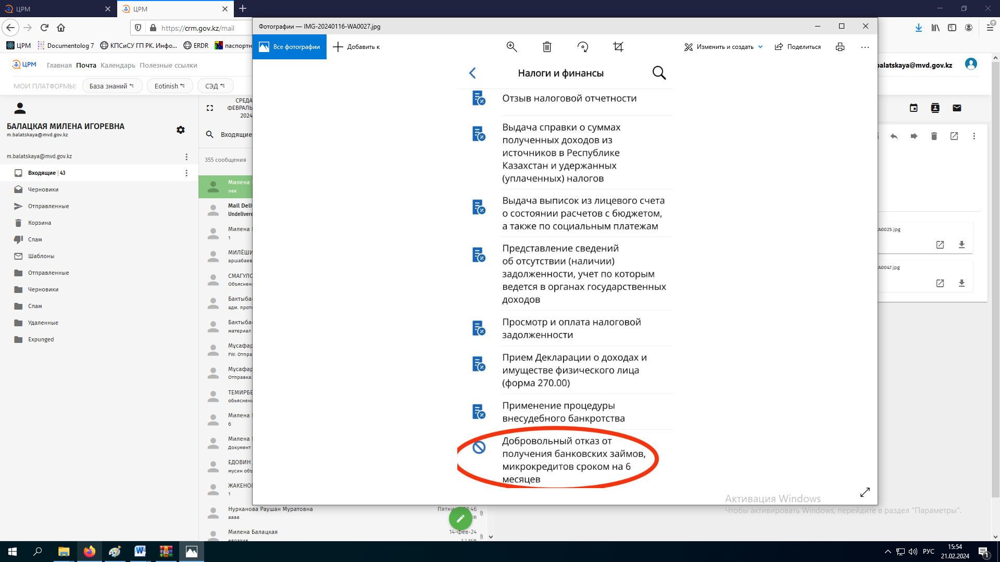 ЦРМ
ЦРМ
https://crm.gov.kz/mail
ЦРМ
Documentolog 7
КПСиСУ ГП РК. Инфо...
ERDR
паспортн
ЦРМ
Главная
Почта
Календарь
Полезные ссылки
МОИ ПЛАТФОРМЫ:
База знаний
Eotinish
СЭД
БАЛАЦКАЯ МИЛЕНА ИГОРЕВНА
m.balatskaya@mvd.gov.kz
m.balatskaya@mvd.gov.kz
Входящие | 43
Черновики
Отправленные
Корзина
Спам
Шаблоны
Отправленные
Черновики
Спам
Удаленные
Expunged
СРЕДА
ФЕВРАЛЬ
2024
Входящие
355 сообщения
Милена
лек
Mail Deli
Undelivere
Милена
1
МИЛЁШИ
аршабаев
СМАГУЛО
Объяснен
Бактыба
адм. прото
Бактыба
материал
Мұсафар
FW: Отпра
Мұсафар
Отправка:
ТЕМИРБЕ
обьяснени
Милена
6
Милена
Документ
ЕДОВИН
мусин объ
ЖАКЕНО
1
Нурканова Раушан Муратовна
аааа
Милена Балацкая
14-Фев-24
евразия
3.7 MiB
Фотографии — IMG-20240116-WA0027.jpg
Все фотографии
Добавить к
Изменить и создать
Поделиться
Налоги и финансы
Отзыв налоговой отчетности
Выдача справки о суммах
полученных доходов из
источников в Республике
Казахстан и удержанных
(уплаченных) налогов
Выдача выписок из лицевого счета
о состоянии расчетов с бюджетом,
а также по социальным платежам
Представление сведений
об отсутствии (наличии)
задолженности, учет по которым
ведется в органах государственных
доходов
Просмотр и оплата налоговой
задолженности
Прием Декларации о доходах и
имуществе физического лица
(форма 270.00)
Применение процедуры
внесудебного банкротства
Добровольный отказ от
получения банковских займов,
микрокредитов сроком на 6
месяцев
balatskaya@mvd.gov.kz
A0025.jpg
A0047.jpg
Активация Windows
Чтобы активировать Windows, перейдите в раздел "Параметры".
РУС
15:54
21.02.2024
1